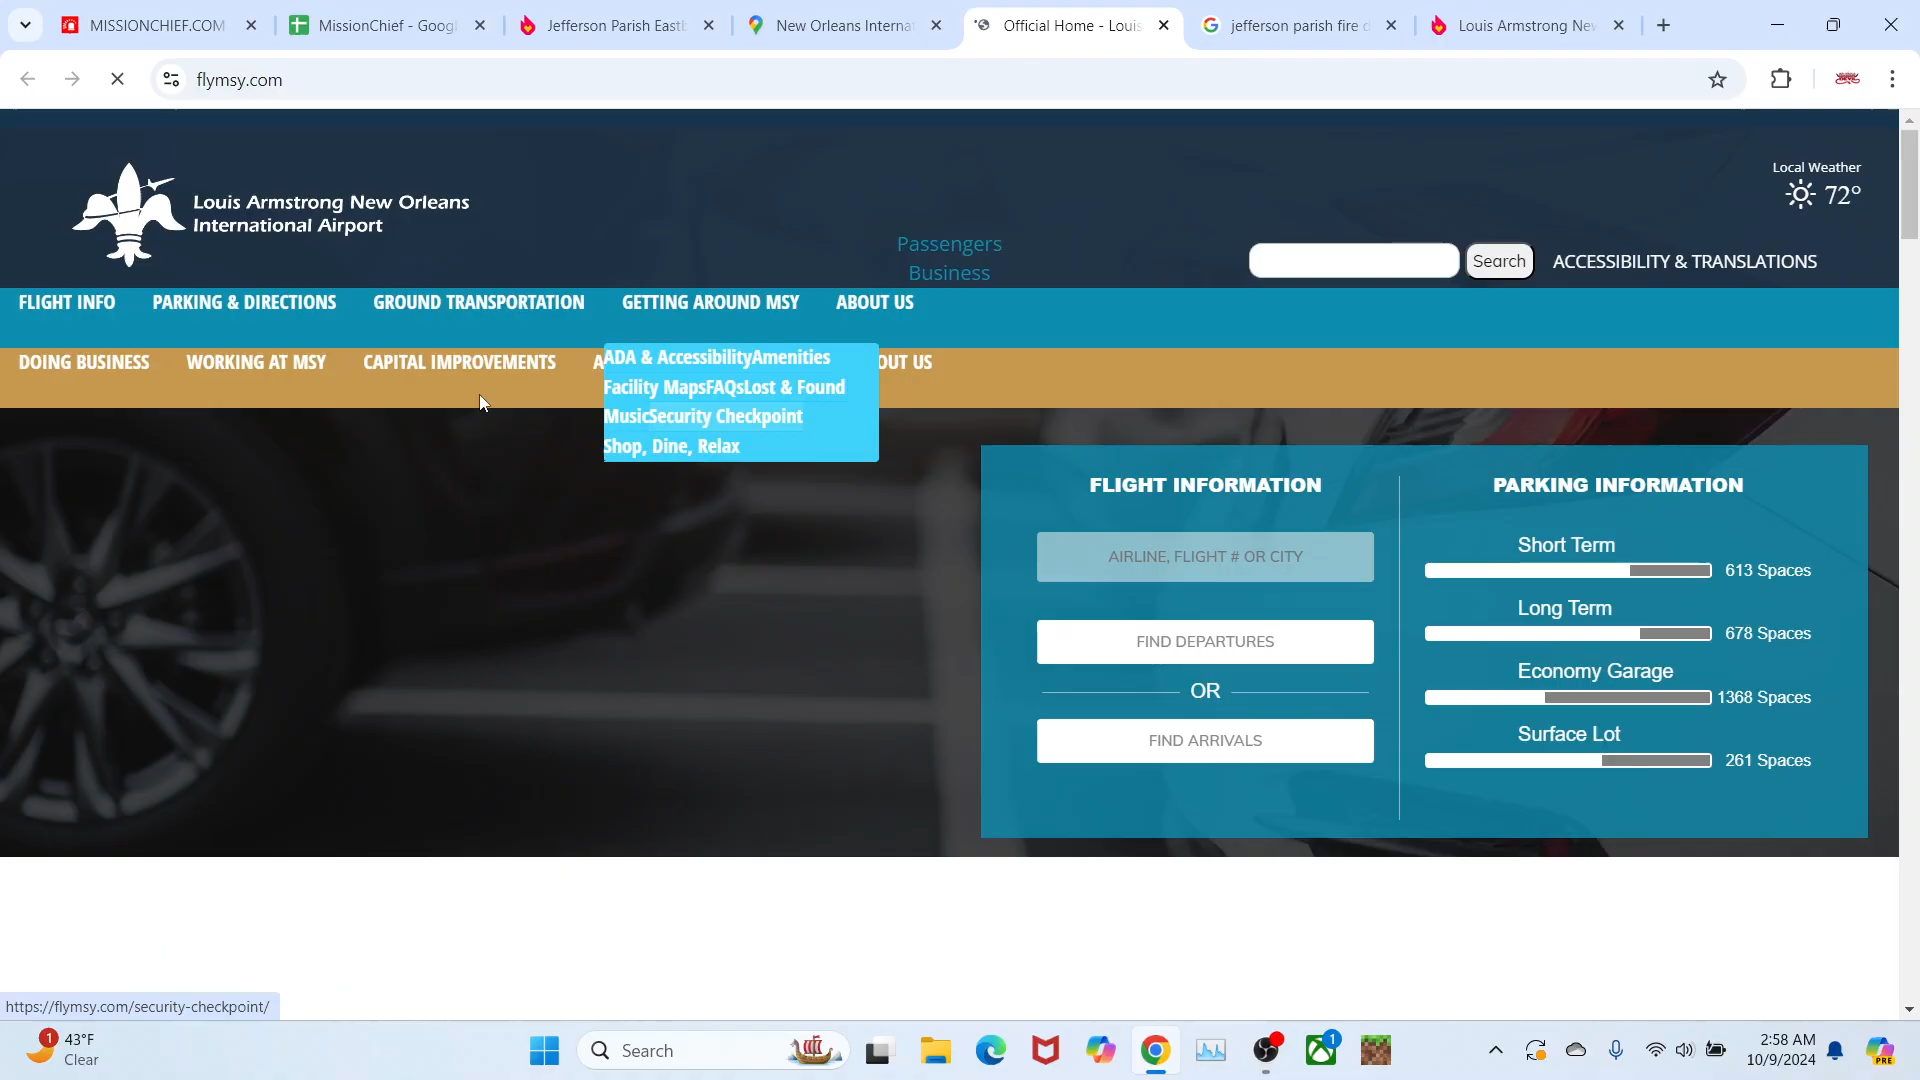 MISSIONCHIEF.COM
MissionChief - Googl
Jefferson Parish Eastb
New Orleans Interna
Official Home - Louis
jefferson parish fire d
Louis Armstrong New
flymsy.com
Louis Armstrong New Orleans
International Airport
Local Weather
72°
Passengers
Business
Search
ACCESSIBILITY & TRANSLATIONS
FLIGHT INFO PARKING & DIRECTIONS GROUND TRANSPORTATION GETTING AROUND MSY ABOUT US
DOING BUSINESS WORKING AT MSY CAPITAL IMPROVEMENTS A OUT US
ADA & AccessibilityAmenities
Facility MapsFAQsLost & Found
MusicSecurity Checkpoint
Shop, Dine, Relax
FLIGHT INFORMATION
AIRLINE, FLIGHT # OR CITY
FIND DEPARTURES
OR
FIND ARRIVALS
PARKING INFORMATION
Short Term
613 Spaces
Long Term
678 Spaces
Economy Garage
1368 Spaces
Surface Lot
261 Spaces
https://flymsy.com/security-checkpoint/
1
43°F
Clear
Search
1
2:58 AM
10/9/2024
PRE